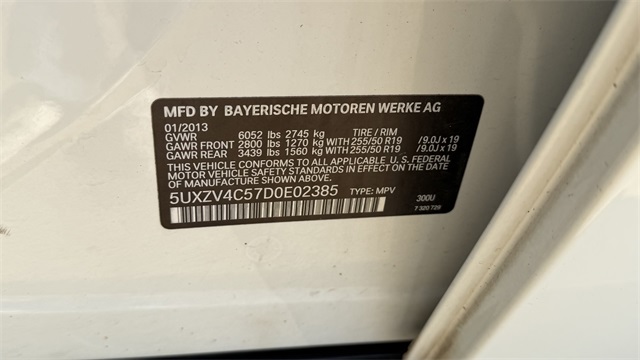 MFD BY BAYERISCHE MOTOREN WERKE AG
01/2013
GVWR 6052 lbs 2745 kg TIRE / RIM
GAWR FRONT 2800 lbs 1270 kg WITH 255/50 R19 /9.0J x 19
GAWR REAR 3439 lbs 1560 kg WITH 255/50 R19 /9.0J x 19
THIS VEHICLE CONFORMS TO ALL APPLICABLE U. S. FEDERAL
MOTOR VEHICLE SAFETY STANDARDS IN EFFECT ON THE DATE
OF MANUFACTURE SHOWN ABOVE.
5UXZV4C57D0E02385 TYPE: MPV 300U
7 320 729